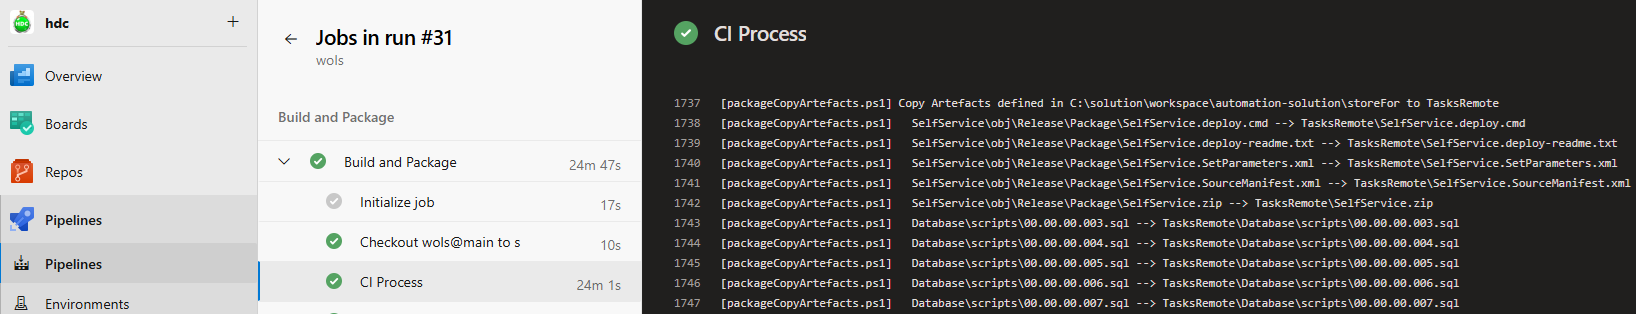 HDC
hdc
+
Overview
Boards
Repos
Pipelines
Pipelines
Environments
Jobs in run #31
wols
Build and Package
Build and Package 24m 47s
Initialize job 17s
Checkout wols@main to s 10s
CI Process 24m 1s
CI Process
1737 [packageCopyArtefacts.ps1] Copy Artefacts defined in C:\solution\workspace\automation-solution\storeFor to TasksRemote
1738 [packageCopyArtefacts.ps1] SelfService\obj\Release\Package\SelfService.deploy.cmd --> TasksRemote\SelfService.deploy.cmd
1739 [packageCopyArtefacts.ps1] SelfService\obj\Release\Package\SelfService.deploy-readme.txt --> TasksRemote\SelfService.deploy-readme.txt
1740 [packageCopyArtefacts.ps1] SelfService\obj\Release\Package\SelfService.SetParameters.xml --> TasksRemote\SelfService.SetParameters.xml
1741 [packageCopyArtefacts.ps1] SelfService\obj\Release\Package\SelfService.SourceManifest.xml --> TasksRemote\SelfService.SourceManifest.xml
1742 [packageCopyArtefacts.ps1] SelfService\obj\Release\Package\SelfService.zip --> TasksRemote\SelfService.zip
1743 [packageCopyArtefacts.ps1] Database\scripts\00.00.00.003.sql --> TasksRemote\Database\scripts\00.00.00.003.sql
1744 [packageCopyArtefacts.ps1] Database\scripts\00.00.00.004.sql --> TasksRemote\Database\scripts\00.00.00.004.sql
1745 [packageCopyArtefacts.ps1] Database\scripts\00.00.00.005.sql --> TasksRemote\Database\scripts\00.00.00.005.sql
1746 [packageCopyArtefacts.ps1] Database\scripts\00.00.00.006.sql --> TasksRemote\Database\scripts\00.00.00.006.sql
1747 [packageCopyArtefacts.ps1] Database\scripts\00.00.00.007.sql --> TasksRemote\Database\scripts\00.00.00.007.sql